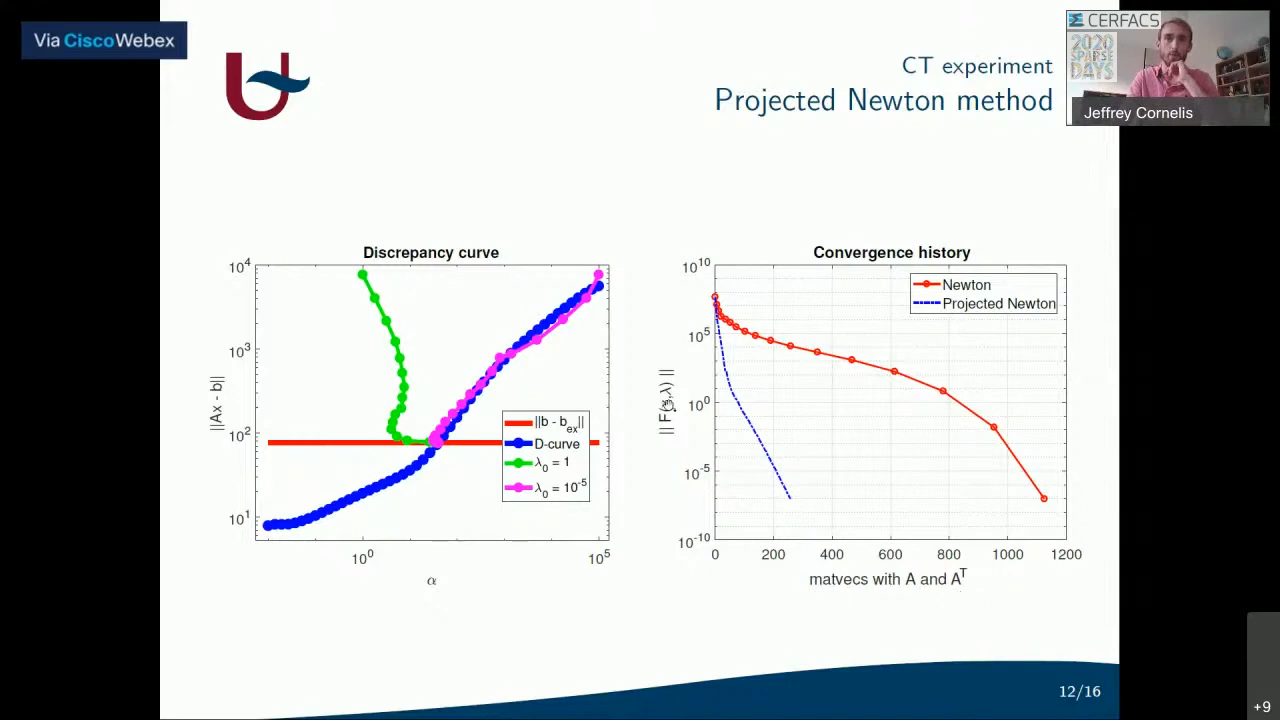 Via Cisco Webex
CERFACS
2020
SPARSE
DAYS
Jeffrey Cornelis
CT experiment
Projected Newton method
Discrepancy curve
10^4
10^3
10^2
10^1
||Ax - b||
10^0
10^5
α
||b - b_ex||
D-curve
λ_0 = 1
λ_0 = 10^-5
Convergence history
10^10
10^5
10^0
10^-5
10^-10
|| F(x,λ) ||
Newton
Projected Newton
0 200 400 600 800 1000 1200
matvecs with A and A^T
12/16
+9